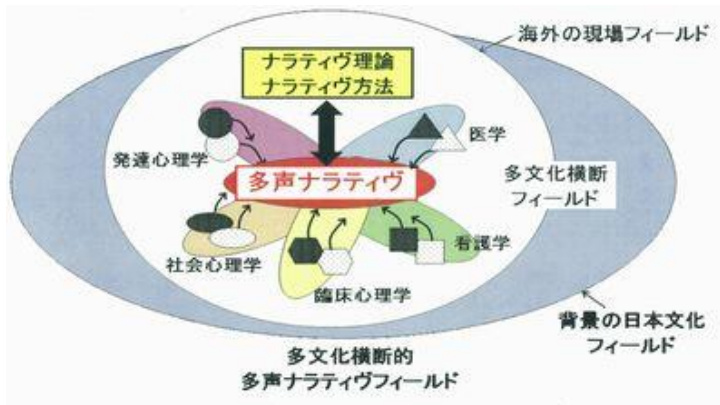 海外の現場フィールド
ナラティヴ理論
ナラティヴ方法
発達心理学
医学
多声ナラティヴ
多文化横断
フィールド
社会心理学
看護学
臨床心理学
背景の日本文化
フィールド
多文化横断的
多声ナラティヴフィールド